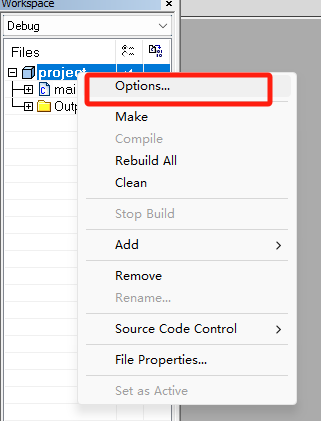 Workspace
Debug
Files
project
mai
Outp
Options...
Make
Compile
Rebuild All
Clean
Stop Build
Add
Remove
Rename...
Source Code Control
File Properties...
Set as Active